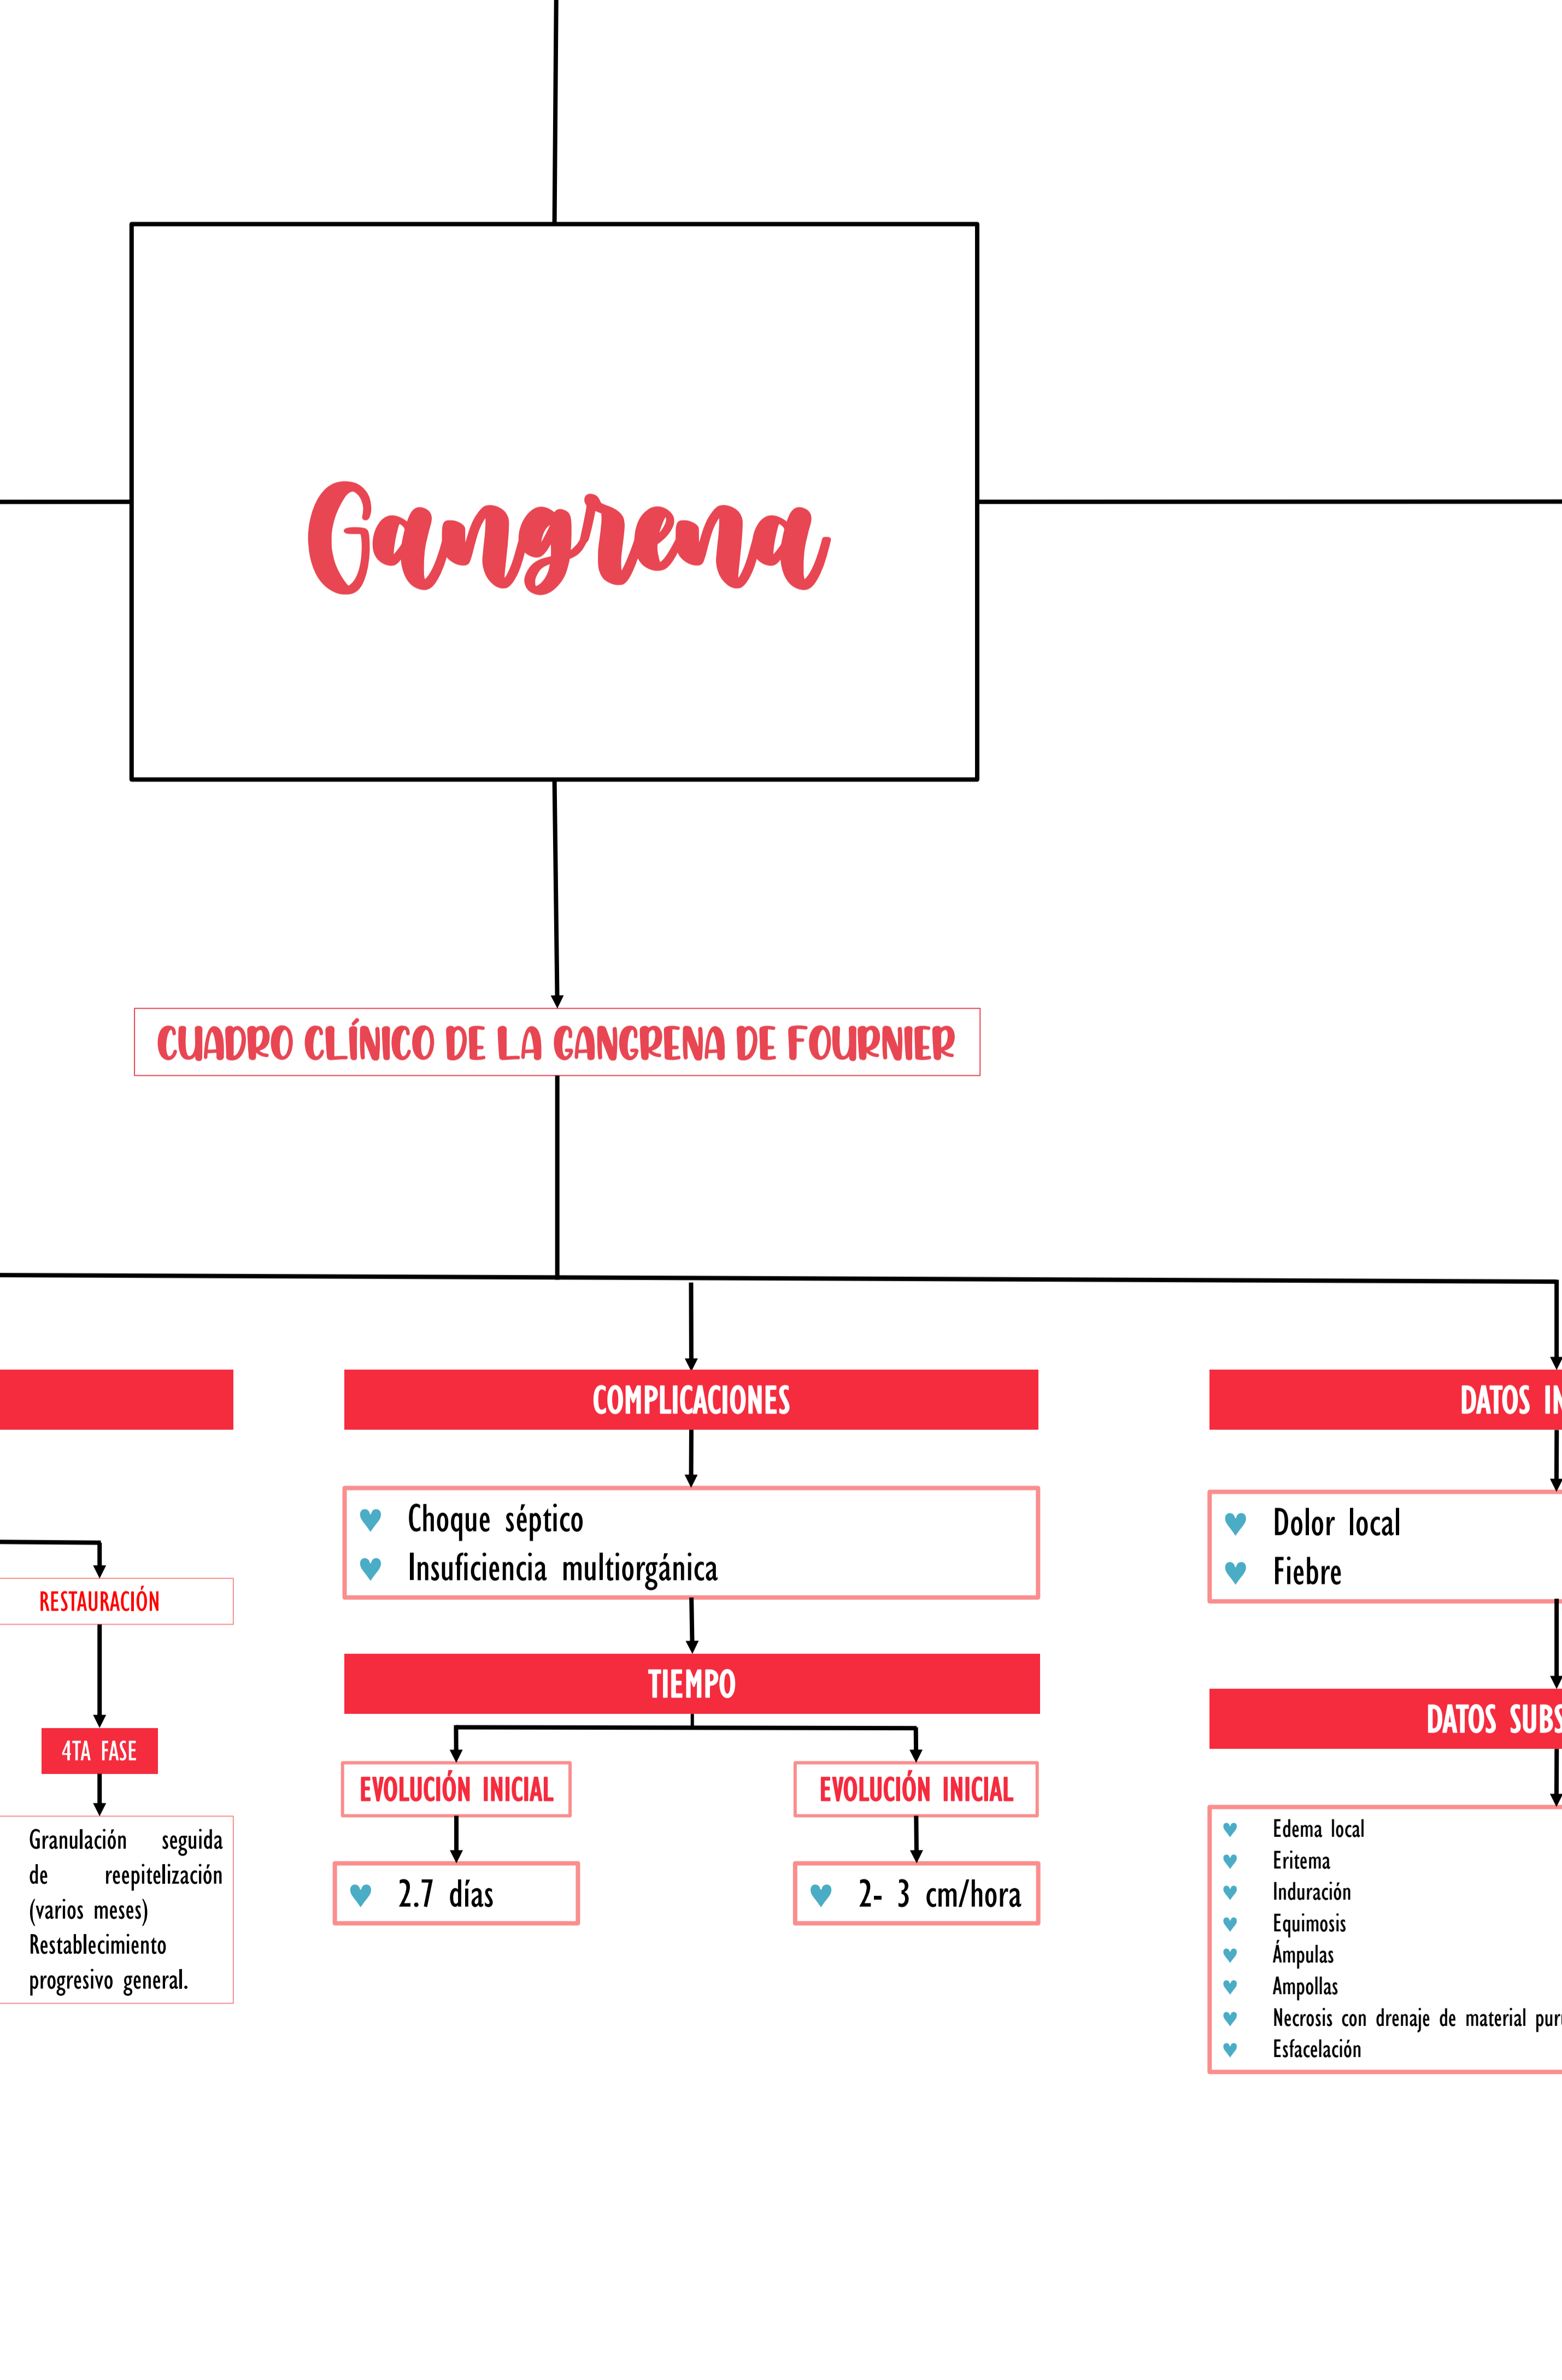 Gangrena
CUADRO CLÍNICO DE LA GANGRENA DE FOURNIER
RESTAURACIÓN
4TA FASE
Granulación seguida
de reepitelización
(varios meses)
Restablecimiento
progresivo general.
COMPLICACIONES
♥ Choque séptico
♥ Insuficiencia multiorgánica
TIEMPO
EVOLUCIÓN INICIAL
♥ 2.7 días
EVOLUCIÓN INICIAL
♥ 2- 3 cm/hora
DATOS
♥ Dolor local
♥ Fiebre
DATOS
♥ Edema local
♥ Eritema
♥ Induración
♥ Equimosis
♥ Ámpulas
♥ Ampollas
♥ Necrosis con drenaje de material
♥ Esfacelación